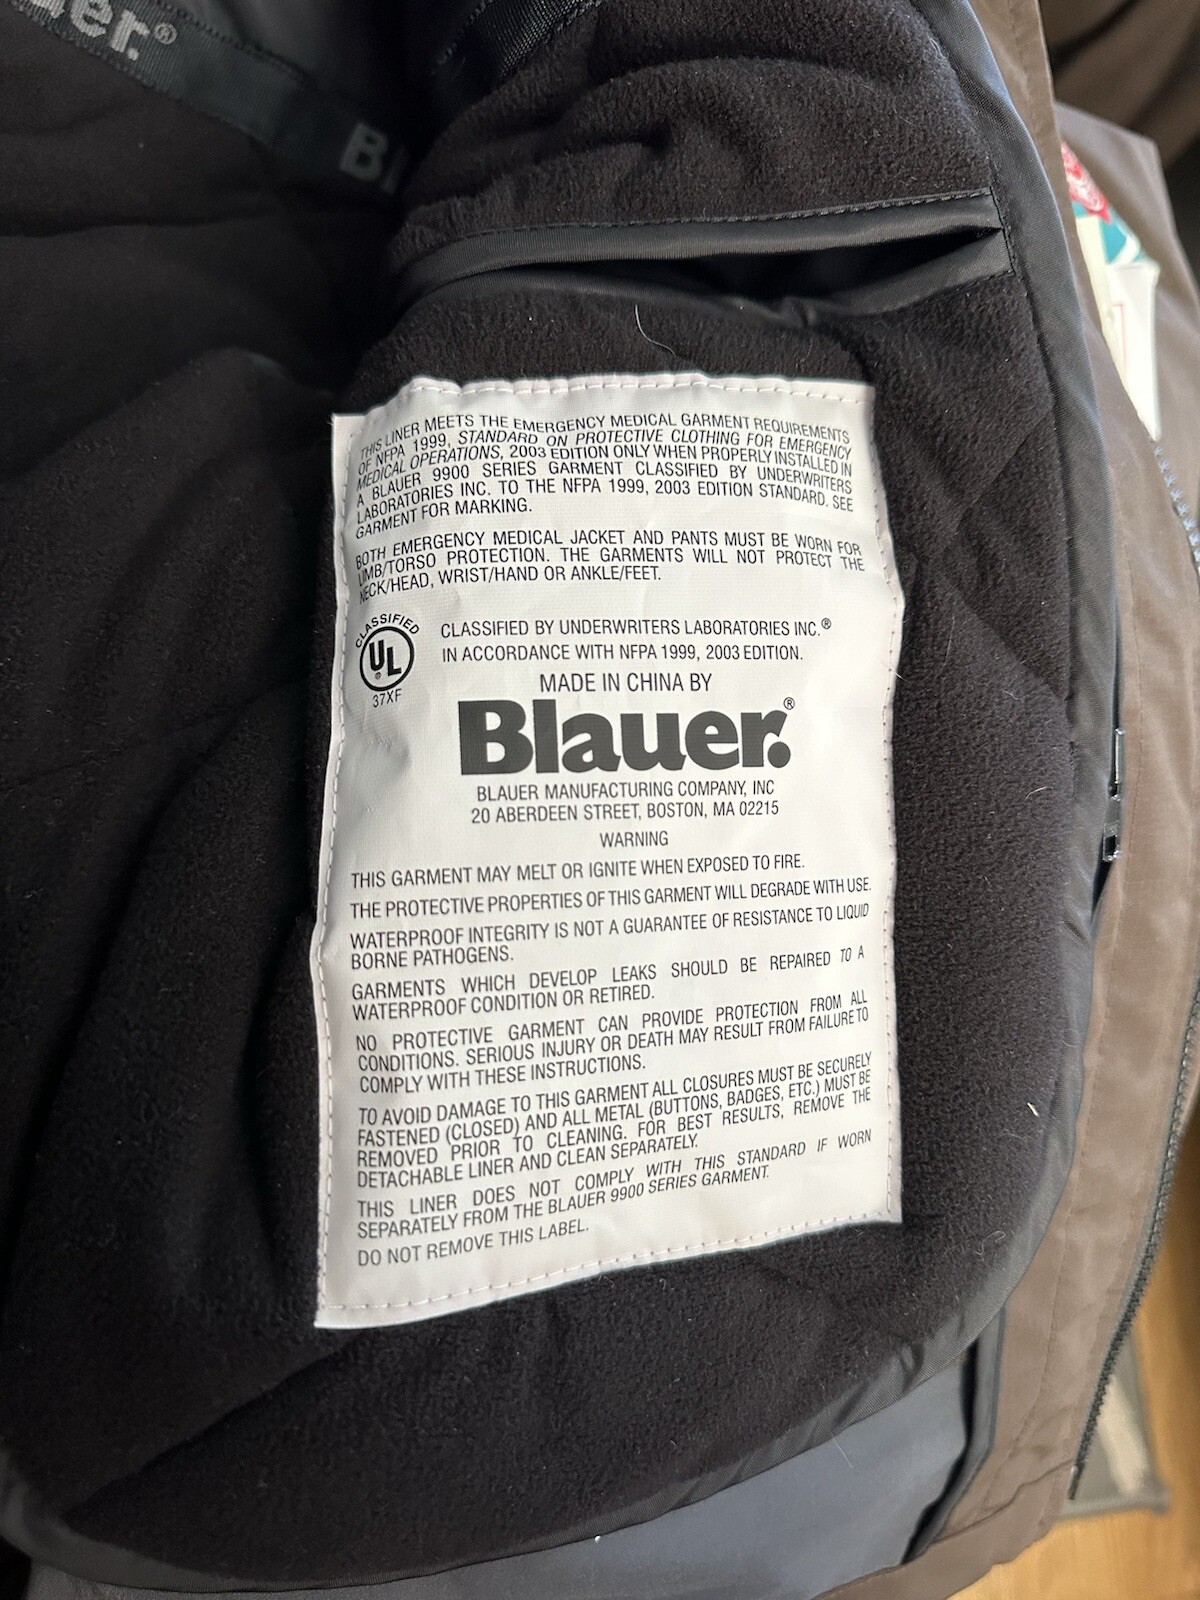 er.®
Bl
THIS LINER MEETS THE EMERGENCY MEDICAL GARMENT REQUIREMENTS
OF NFPA 1999, STANDARD ON PROTECTIVE CLOTHING FOR EMERGENCY
MEDICAL OPERATIONS, 2003 EDITION ONLY WHEN PROPERLY INSTALLED IN
A BLAUER 9900 SERIES GARMENT CLASSIFIED BY UNDERWRITERS
LABORATORIES INC. TO THE NFPA 1999, 2003 EDITION STANDARD. SEE
GARMENT FOR MARKING.
BOTH EMERGENCY MEDICAL JACKET AND PANTS MUST BE WORN FOR
LIMB/TORSO PROTECTION. THE GARMENTS WILL NOT PROTECT THE
NECK/HEAD, WRIST/HAND OR ANKLE/FEET.
CLASSIFIED
UL®
37XF
CLASSIFIED BY UNDERWRITERS LABORATORIES INC.®
IN ACCORDANCE WITH NFPA 1999, 2003 EDITION.
MADE IN CHINA BY
Blauer.®
BLAUER MANUFACTURING COMPANY, INC
20 ABERDEEN STREET, BOSTON, MA 02215
WARNING
THIS GARMENT MAY MELT OR IGNITE WHEN EXPOSED TO FIRE.
THE PROTECTIVE PROPERTIES OF THIS GARMENT WILL DEGRADE WITH USE.
WATERPROOF INTEGRITY IS NOT A GUARANTEE OF RESISTANCE TO LIQUID
BORNE PATHOGENS.
GARMENTS WHICH DEVELOP LEAKS SHOULD BE REPAIRED TO A
WATERPROOF CONDITION OR RETIRED.
NO PROTECTIVE GARMENT CAN PROVIDE PROTECTION FROM ALL
CONDITIONS. SERIOUS INJURY OR DEATH MAY RESULT FROM FAILURE TO
COMPLY WITH THESE INSTRUCTIONS.
TO AVOID DAMAGE TO THIS GARMENT ALL CLOSURES MUST BE SECURELY
FASTENED (CLOSED) AND ALL METAL (BUTTONS, BADGES, ETC.) MUST BE
REMOVED PRIOR TO CLEANING. FOR BEST RESULTS, REMOVE THE
DETACHABLE LINER AND CLEAN SEPARATELY.
THIS LINER DOES NOT COMPLY WITH THIS STANDARD IF WORN
SEPARATELY FROM THE BLAUER 9900 SERIES GARMENT.
DO NOT REMOVE THIS LABEL.